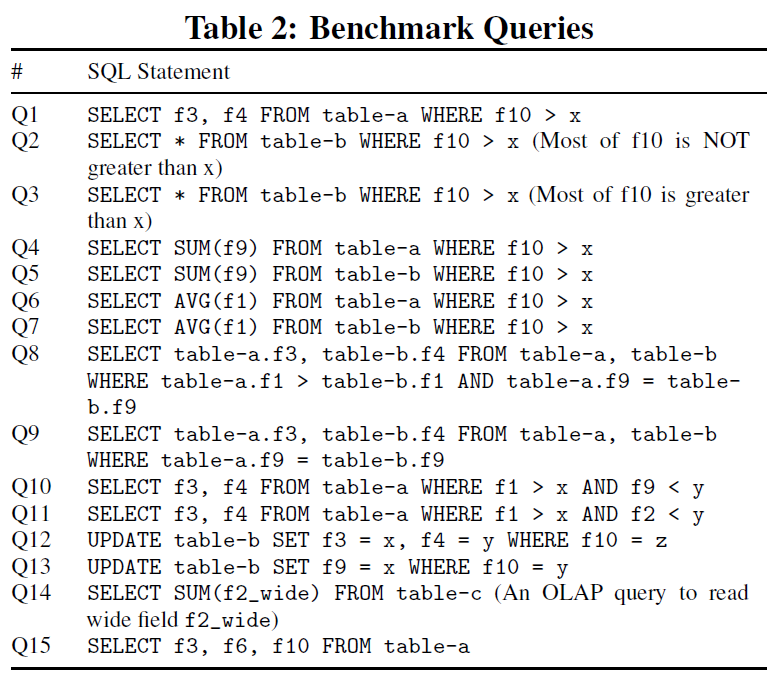 Table 2: Benchmark Queries
# SQL Statement
Q1 SELECT f3, f4 FROM table-a WHERE f10 > x
Q2 SELECT * FROM table-b WHERE f10 > x (Most of f10 is NOT
greater than x)
Q3 SELECT * FROM table-b WHERE f10 > x (Most of f10 is greater
than x)
Q4 SELECT SUM(f9) FROM table-a WHERE f10 > x
Q5 SELECT SUM(f9) FROM table-b WHERE f10 > x
Q6 SELECT AVG(f1) FROM table-a WHERE f10 > x
Q7 SELECT AVG(f1) FROM table-b WHERE f10 > x
Q8 SELECT table-a.f3, table-b.f4 FROM table-a, table-b
WHERE table-a.f1 > table-b.f1 AND table-a.f9 = table-
b.f9
Q9 SELECT table-a.f3, table-b.f4 FROM table-a, table-b
WHERE table-a.f9 = table-b.f9
Q10 SELECT f3, f4 FROM table-a WHERE f1 > x AND f9 < y
Q11 SELECT f3, f4 FROM table-a WHERE f1 > x AND f2 < y
Q12 UPDATE table-b SET f3 = x, f4 = y WHERE f10 = z
Q13 UPDATE table-b SET f9 = x WHERE f10 = y
Q14 SELECT SUM(f2_wide) FROM table-c (An OLAP query to read
wide field f2_wide)
Q15 SELECT f3, f6, f10 FROM table-a